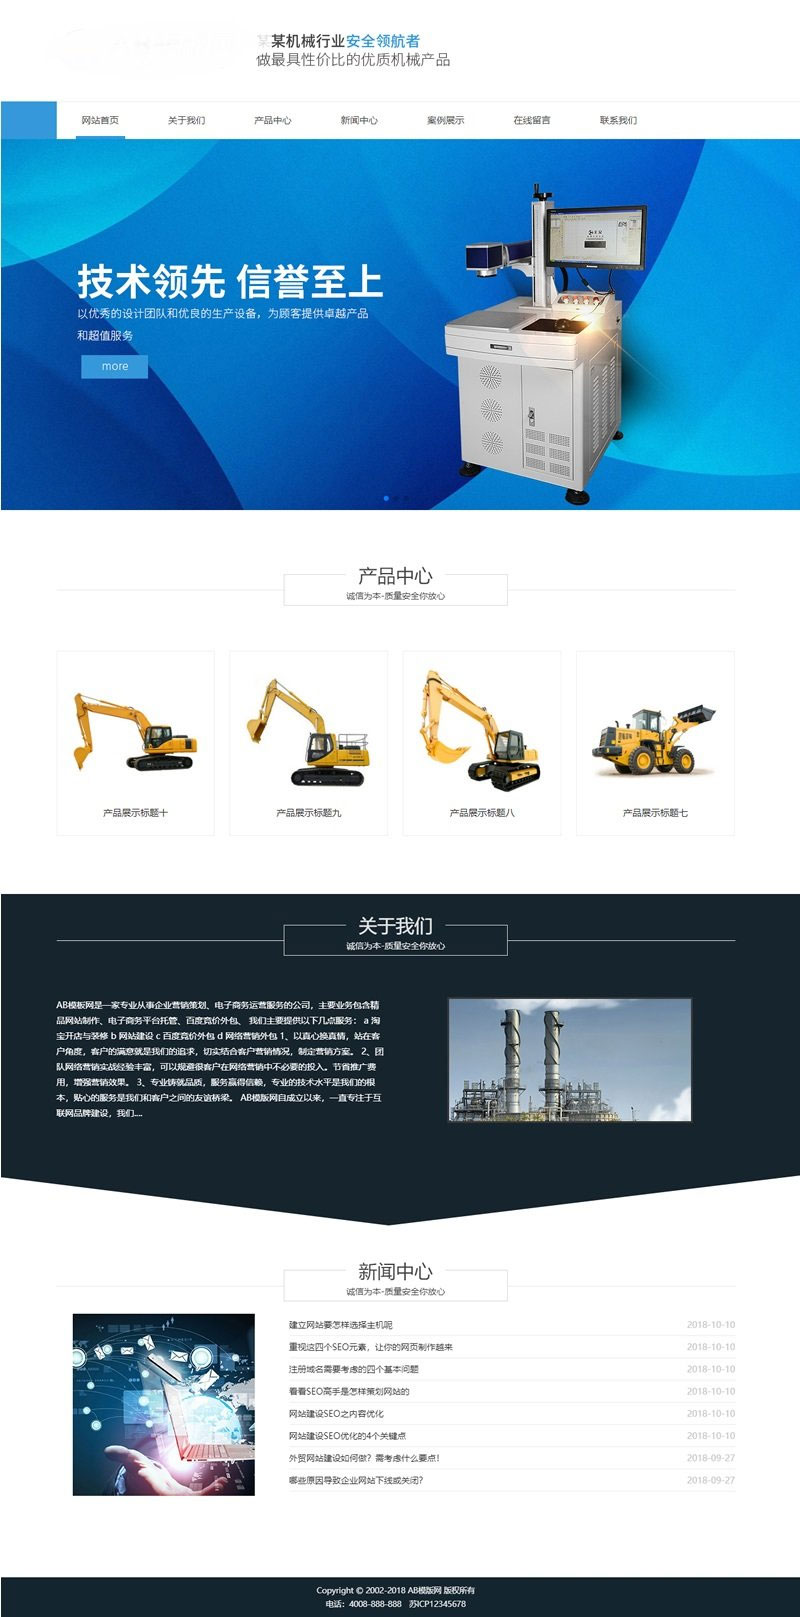 某某机械行业安全领航者
做最具性价比的优质机械产品
网站首页 关于我们 产品中心 新闻中心 案例展示 在线留言 联系我们
技术领先 信誉至上
以优秀的设计团队和优良的生产设备，为顾客提供卓越产品
和超值服务
more
产品中心
诚信为本-质量安全你放心
产品展示标题十 产品展示标题九 产品展示标题八 产品展示标题七
关于我们
诚信为本-质量安全你放心
AB模板网是一家专业从事企业营销策划、电子商务运营服务的公司，主要业务包含精
品网站制作、电子商务平台托管、百度竞价外包、 我们主要提供以下几点服务： a 淘
宝开店与装修 b 网站建设 c 百度竞价外包 d 网络营销外包 1、以真心换真情，站在客
户角度，客户的满意就是我们的追求，切实结合客户营销情况，制定营销方案。 2、团
队网络营销实战经验丰富，可以规避很客户在网络营销中不必要的投入。节省推广费
用，增强营销效果。 3、专业铸就品质，服务赢得信赖，专业的技术水平是我们的根
本，贴心的服务是我们和客户之间的友谊桥梁。 AB模版网自成立以来，一直专注于互
联网品牌建设，我们....
新闻中心
诚信为本-质量安全你放心
建立网站要怎样选择主机呢 2018-10-10
重视这四个SEO元素，让你的网页制作越来 2018-10-10
注册域名需要考虑的四个基本问题 2018-10-10
看看SEO高手是怎样策划网站的 2018-10-10
网站建设SEO之内容优化 2018-10-10
网站建设SEO优化的4个关键点 2018-10-10
外贸网站建设如何做？需考虑什么要点！ 2018-09-27
哪些原因导致企业网站下线或关闭？ 2018-09-27
Copyright © 2002-2018 AB模版网 版权所有
电话：4008-888-888 苏ICP12345678